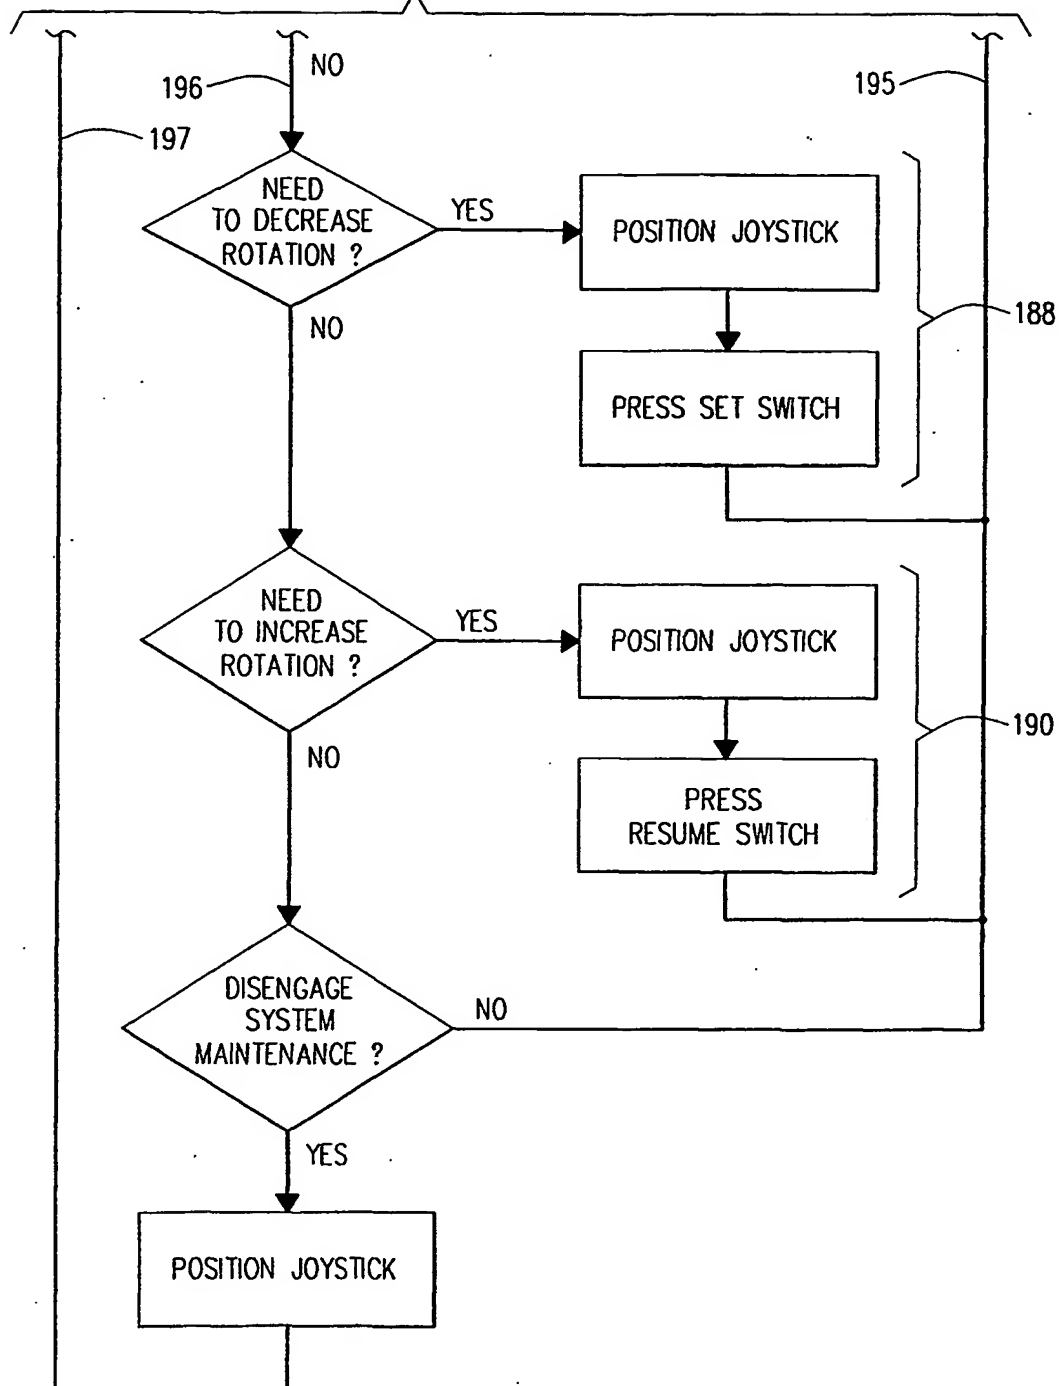 NO
196
195
197
NEED
TO DECREASE
ROTATION ?
YES
POSITION JOYSTICK
188
NO
PRESS SET SWITCH
NEED
TO INCREASE
ROTATION ?
YES
POSITION JOYSTICK
190
NO
PRESS
RESUME SWITCH
DISENGAGE
SYSTEM
MAINTENANCE ?
NO
YES
POSITION JOYSTICK